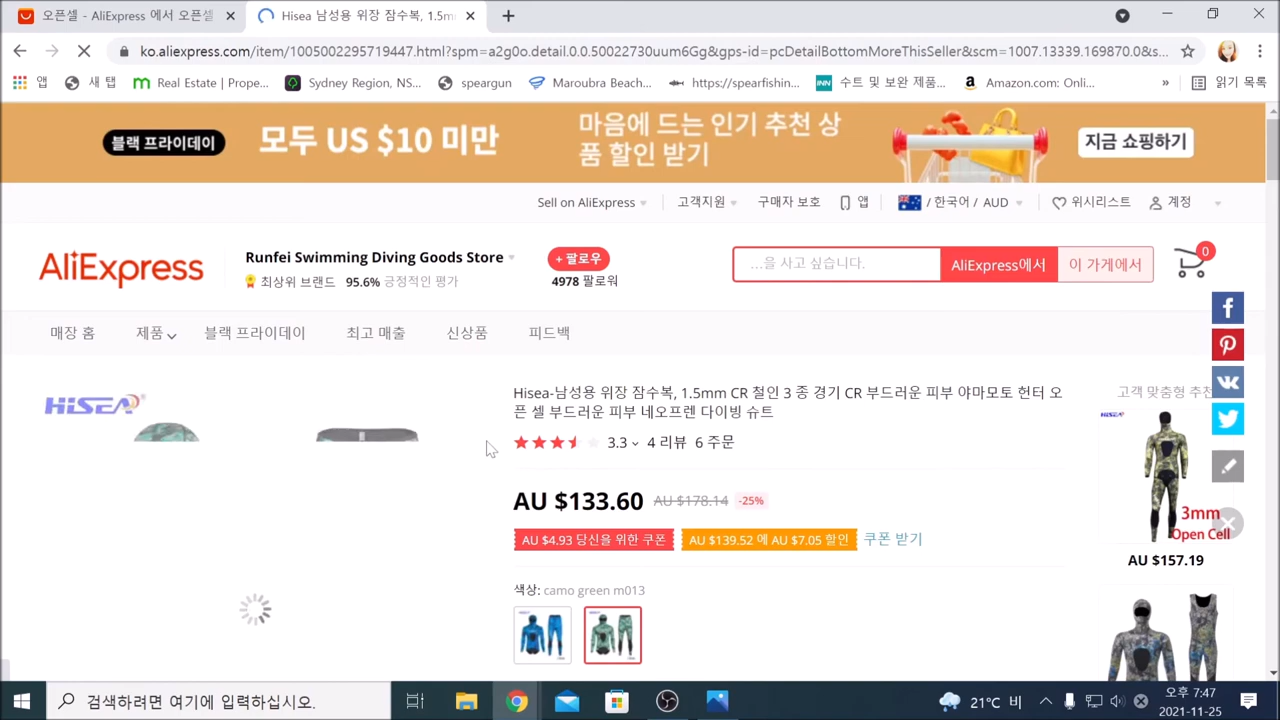 오픈셀 - AliExpress 에서 오픈셀
Hisea 남성용 위장 잠수복, 1.5m
ko.aliexpress.com/item/1005002295719447.html?spm=a2g0o.detail.0.0.50022730uum6Gg&gps-id=pcDetailBottomMoreThisSeller&scm=1007.13339.169870.0&s...
앱 새 탭 Real Estate | Prope... Sydney Region, NS... speargun Maroubra Beach... https://spearfishin... INN 수트 및 보완 제품... Amazon.com: Onli... » 읽기 목록
블랙 프라이데이 모두 US $10 미만
마음에 드는 인기 추천 상
품 할인 받기
지금 쇼핑하기
Sell on AliExpress 고객지원 구매자 보호 앱 / 한국어 / AUD 위시리스트 계정
AliExpress
Runfei Swimming Diving Goods Store
최상위 브랜드 95.6% 긍정적인 평가
+ 팔로우
4978 팔로워
...을 사고 싶습니다. AliExpress에서 이 가게에서 0
매장 홈 제품 블랙 프라이데이 최고 매출 신상품 피드백
HiSEA
Hisea-남성용 위장 잠수복, 1.5mm CR 철인 3 종 경기 CR 부드러운 피부 야마모토 헌터 오
픈 셀 부드러운 피부 네오프렌 다이빙 슈트
3.3 4 리뷰 6 주문
AU $133.60 AU $178.14 -25%
AU $4.93 당신을 위한 쿠폰 AU $139.52 에 AU $7.05 할인 쿠폰 받기
색상: camo green m013
고객 맞춤형 추천
HISEA
3mm
Open Cell
AU $157.19
검색하려면 여기에 입력하십시오.
21°C 비
오후 7:47
2021-11-25